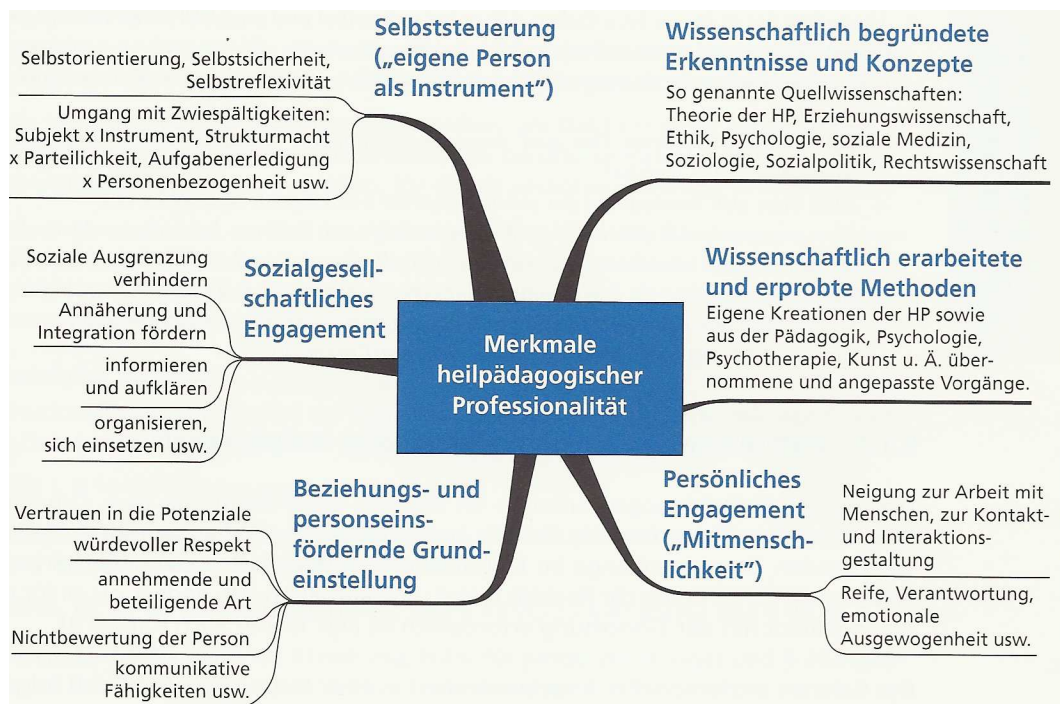 Selbststeuerung
(„eigene Person
als Instrument")
Selbstorientierung, Selbstsicherheit,
Selbstreflexivität
Umgang mit Zwiespältigkeiten:
Subjekt x Instrument, Strukturmacht
x Parteilichkeit, Aufgabenerledigung
x Personenbezogenheit usw.
Wissenschaftlich begründete
Erkenntnisse und Konzepte
So genannte Quellwissenschaften:
Theorie der HP, Erziehungswissenschaft,
Ethik, Psychologie, soziale Medizin,
Soziologie, Sozialpolitik, Rechtswissenschaft
Sozialgesell-
schaftliches
Engagement
Soziale Ausgrenzung
verhindern
Annäherung und
Integration fördern
informieren
und aufklären
organisieren,
sich einsetzen usw.
Merkmale
heilpädagogischer
Professionalität
Wissenschaftlich erarbeitete
und erprobte Methoden
Eigene Kreationen der HP sowie
aus der Pädagogik, Psychologie,
Psychotherapie, Kunst u. Ä. über-
nommene und angepasste Vorgänge.
Beziehungs- und
personseins-
fördernde Grund-
einstellung
Vertrauen in die Potenziale
würdevoller Respekt
annehmende und
beteiligende Art
Nichtbewertung der Person
kommunikative
Fähigkeiten usw.
Persönliches
Engagement
(„Mitmensch-
lichkeit")
Neigung zur Arbeit mit
Menschen, zur Kontakt-
und Interaktions-
gestaltung
Reife, Verantwortung,
emotionale
Ausgewogenheit usw.